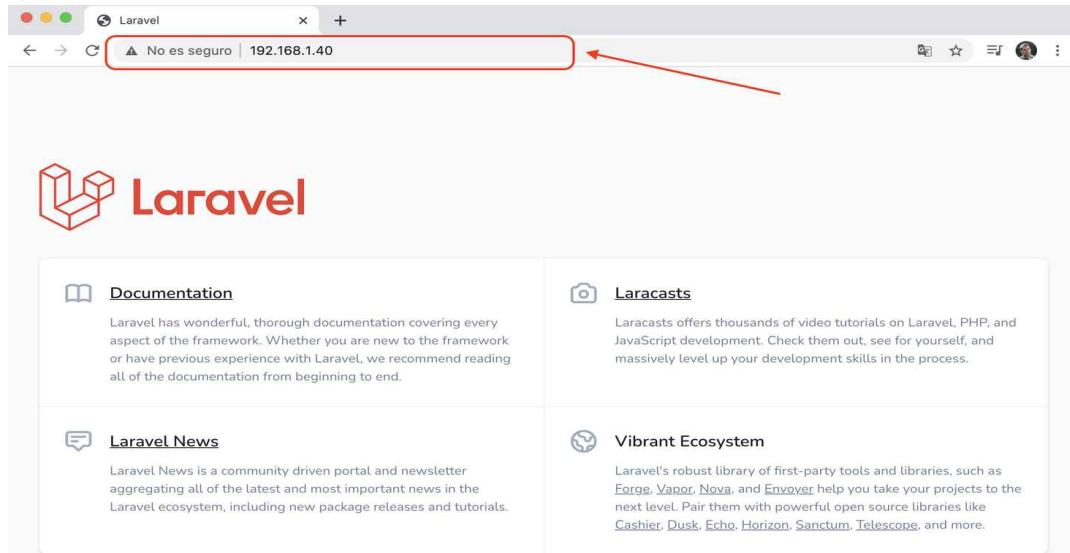 Laravel
No es seguro | 192.168.1.40
Laravel
Documentation
Laravel has wonderful, thorough documentation covering every
aspect of the framework. Whether you are new to the framework
or have previous experience with Laravel, we recommend reading
all of the documentation from beginning to end.
Laracasts
Laracasts offers thousands of video tutorials on Laravel, PHP, and
JavaScript development. Check them out, see for yourself, and
massively level up your development skills in the process.
Laravel News
Laravel News is a community driven portal and newsletter
aggregating all of the latest and most important news in the
Laravel ecosystem, including new package releases and tutorials.
Vibrant Ecosystem
Laravel's robust library of first-party tools and libraries, such as
Forge, Vapor, Nova, and Envoyer help you take your projects to the
next level. Pair them with powerful open source libraries like
Cashier, Dusk, Echo, Horizon, Sanctum, Telescope, and more.